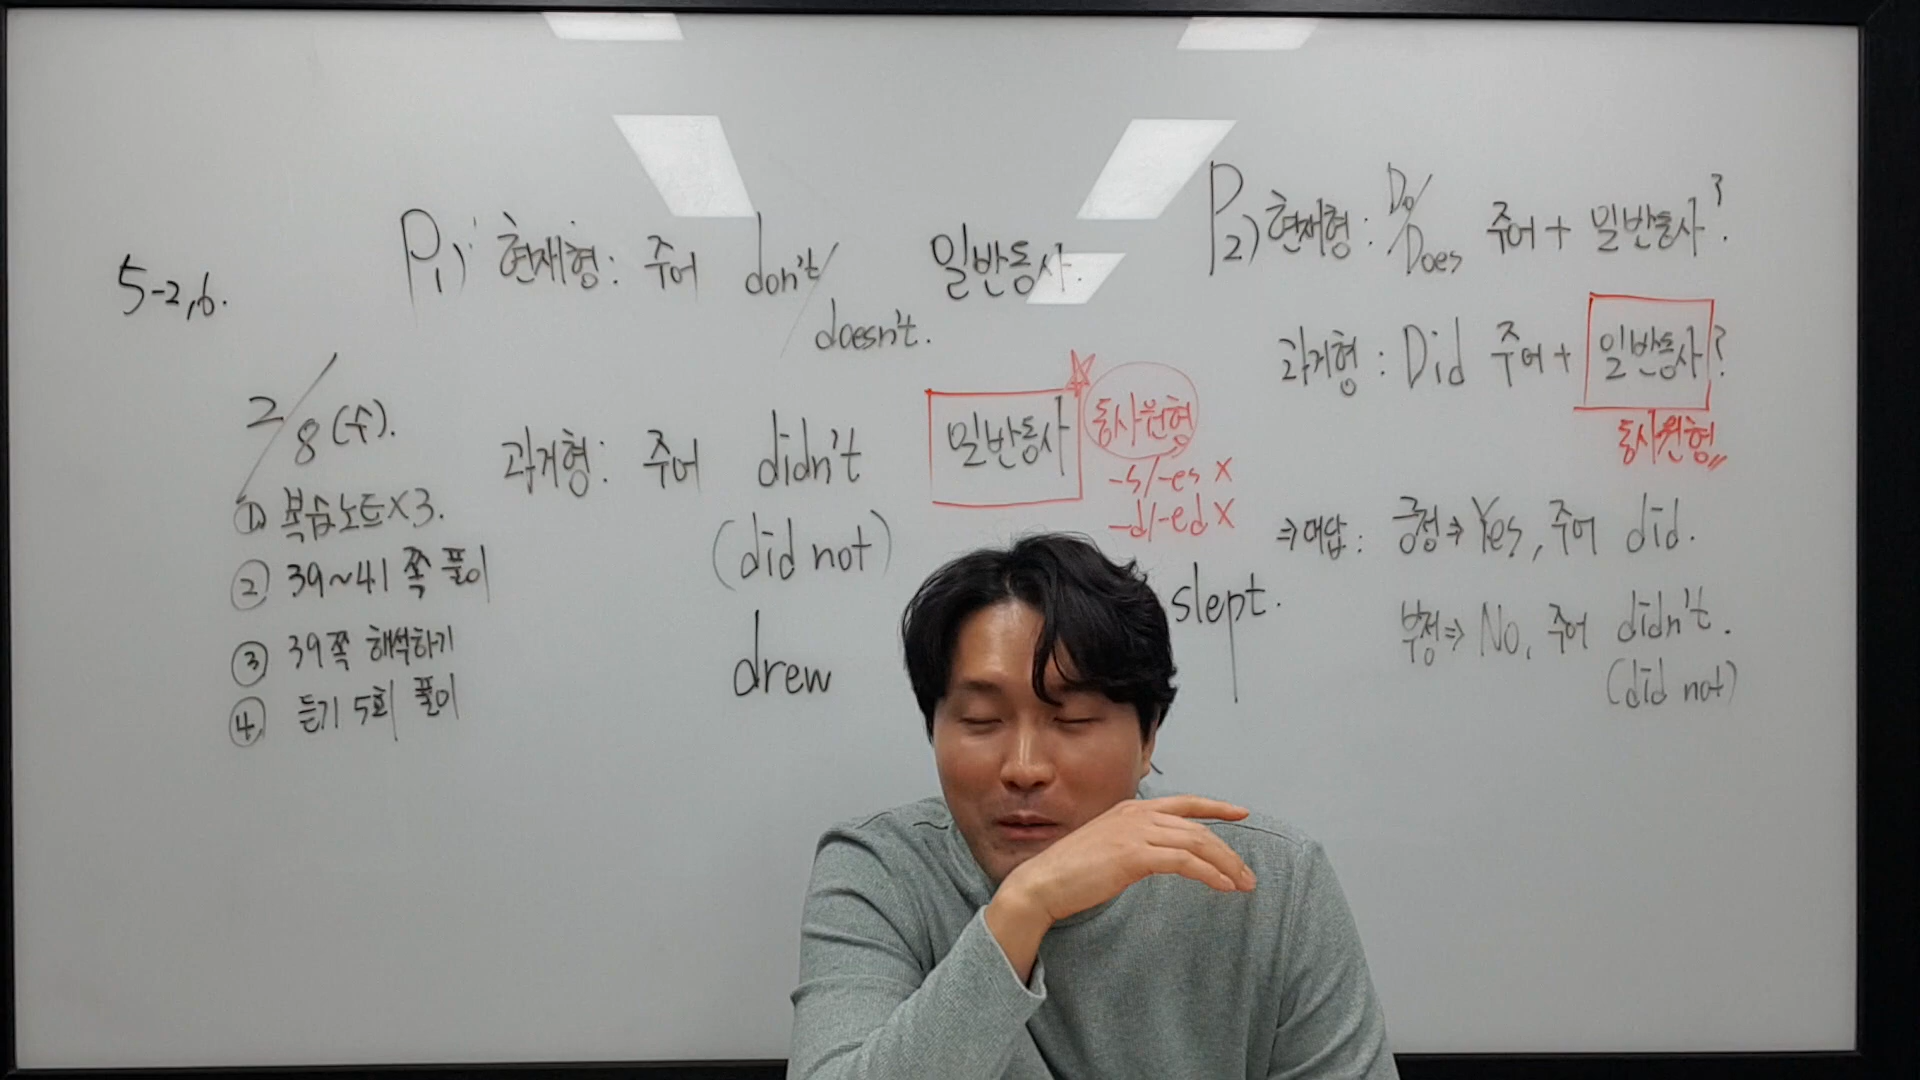 5-2, 6.
2/8(수).
① 복습노트×3.
② 39~41 쪽 풀이
③ 39쪽 해석하기
④ 듣기 5회 풀이
P1) 현재형: 주어 don't/doesn't. 일반동사.
과거형: 주어 didn't 일반동사 동사원형
(did not)
-s/-es X
-d/-ed X
drew
slept.
P2) 현재형: Do/Does 주어+ 일반동사?
과거형: Did 주어+ 일반동사?
동사원형
⇒대답: 긍정⇒ Yes, 주어 did.
부정⇒ No, 주어 didn't.
(did not)